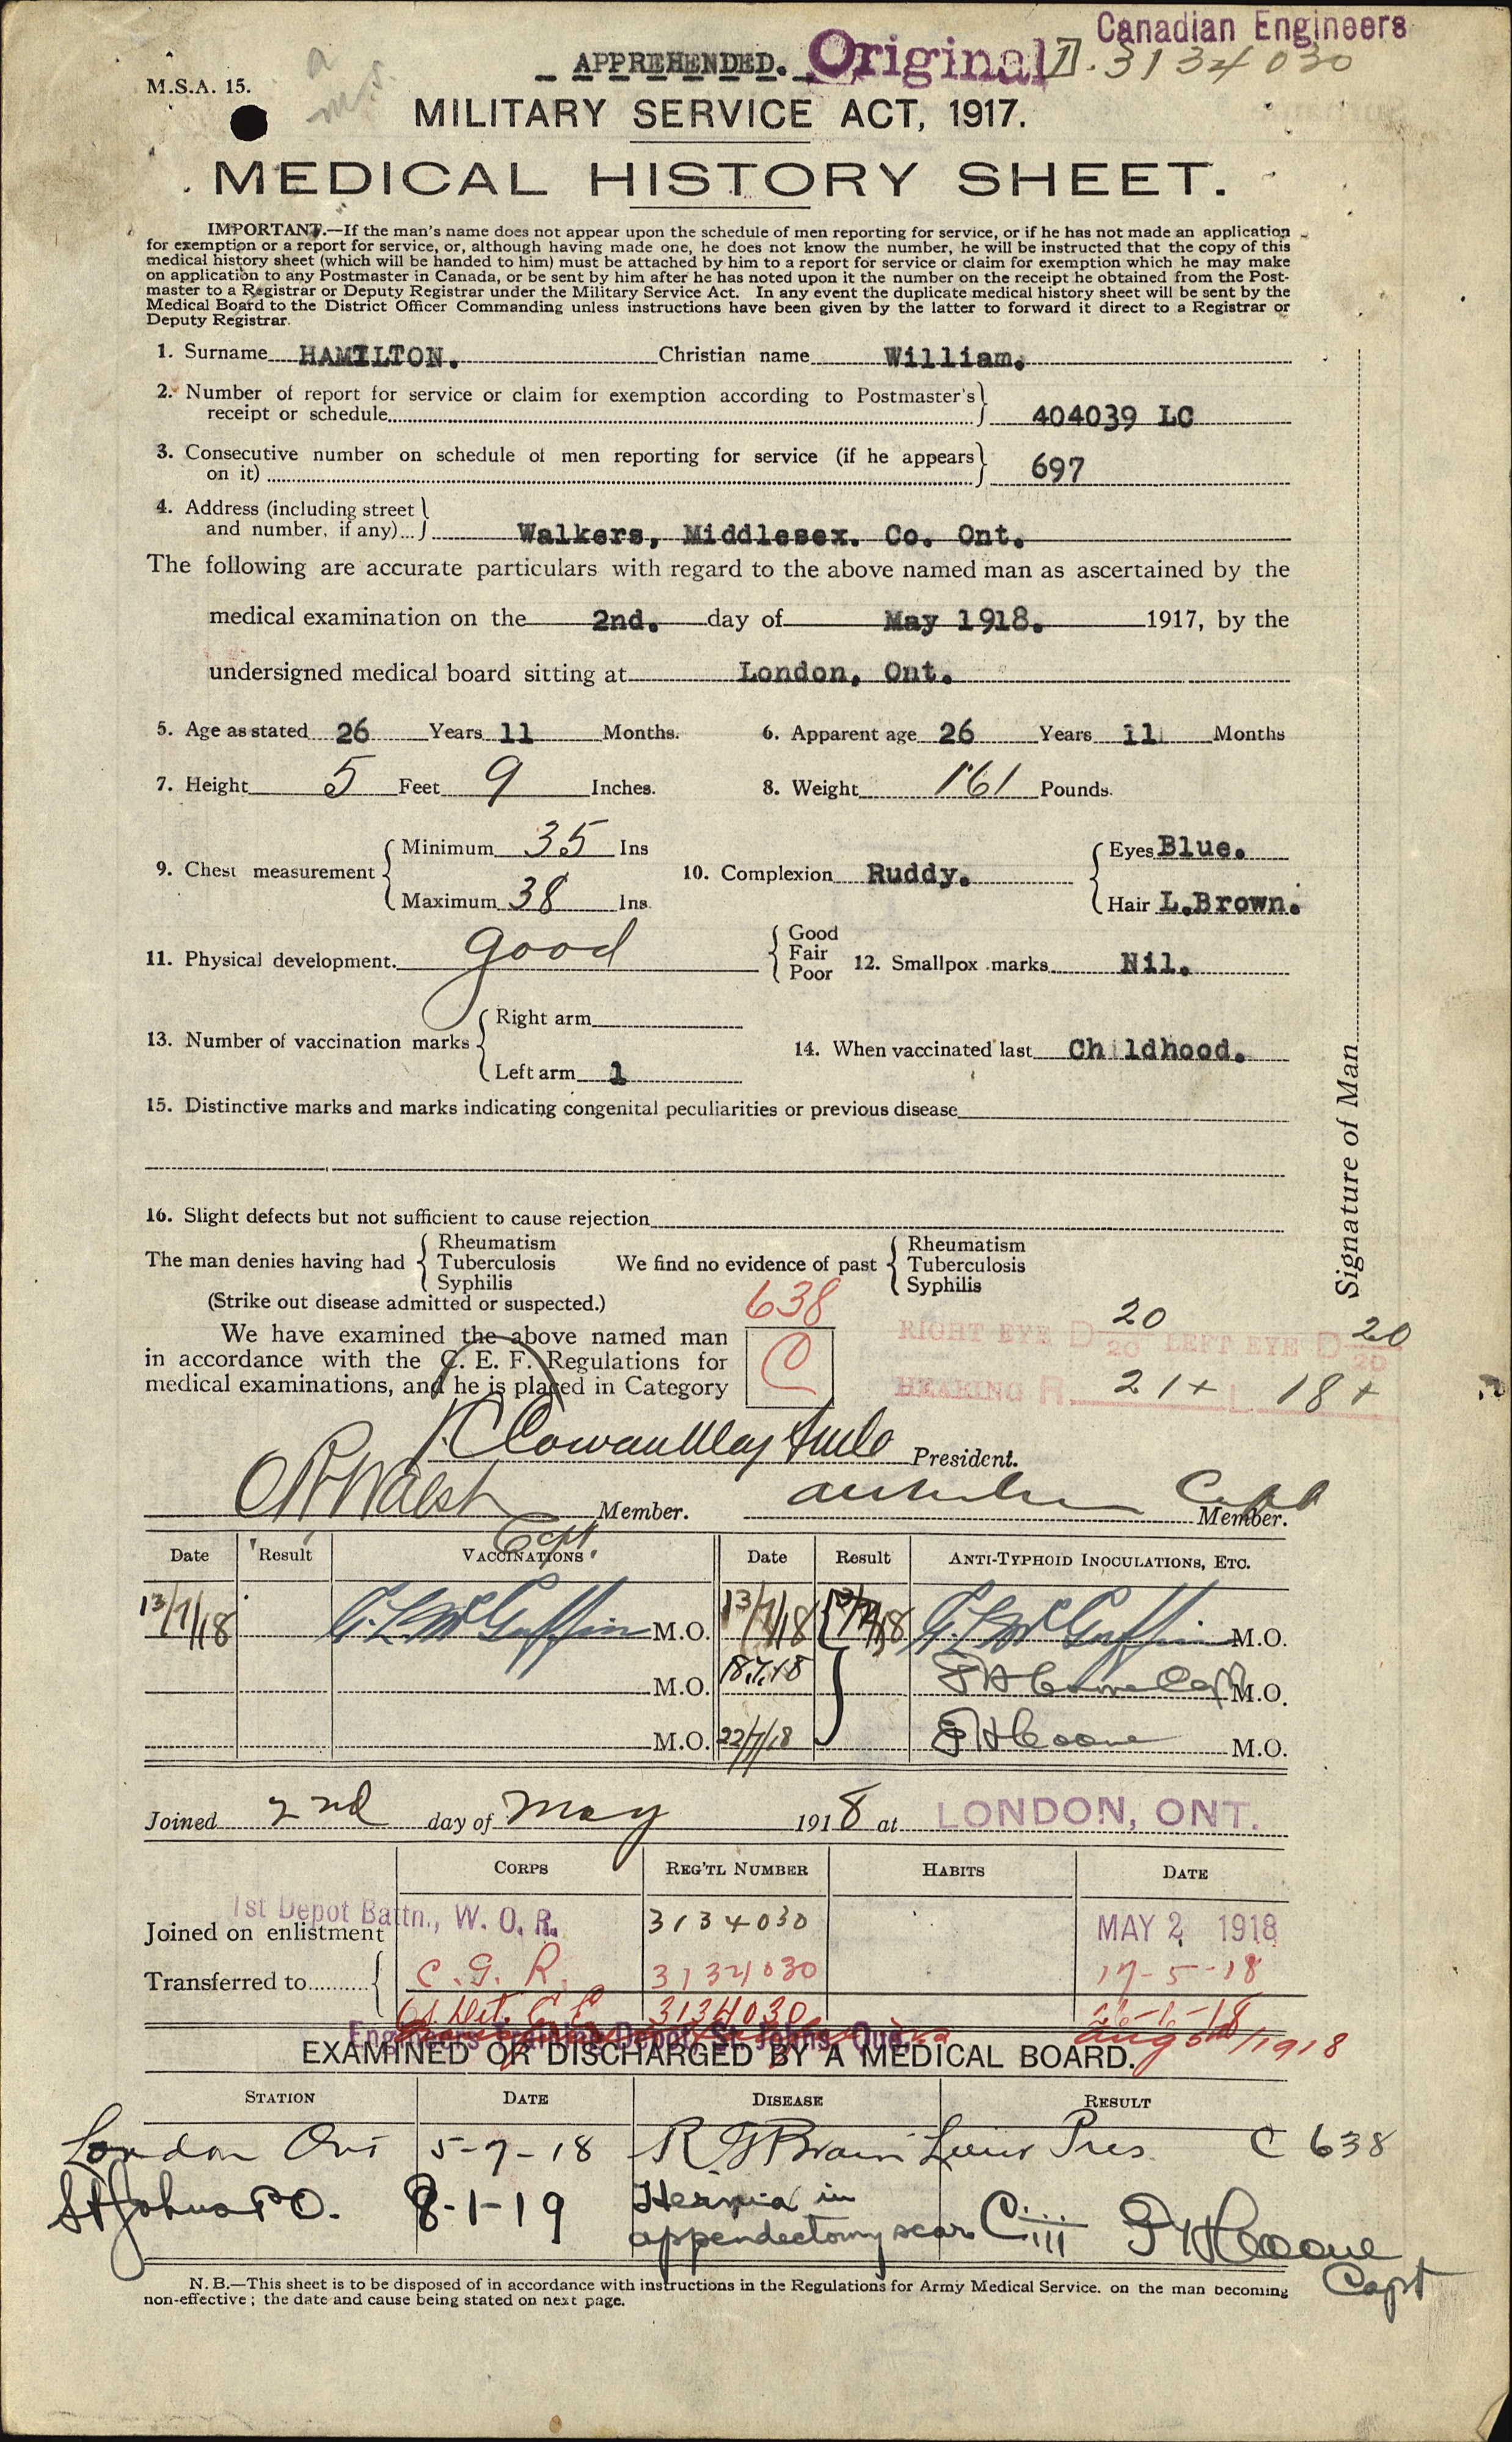 Canadian Engineers
APPREHENDED. Original D. 3134030
M.S.A. 15.
MILITARY SERVICE ACT, 1917.
MEDICAL HISTORY SHEET.
IMPORTANT.—If the man's name does not appear upon the schedule of men reporting for service, or if he has not made an application
for exemption or a report for service, or, although having made one, he does not know the number, he will be instructed that the copy of this
medical history sheet (which will be handed to him) must be attached by him to a report for service or claim for exemption which he may make
on application to any Postmaster in Canada, or be sent by him after he has noted upon it the number on the receipt he obtained from the Post-
master to a Registrar or Deputy Registrar under the Military Service Act. In any event the duplicate medical history sheet will be sent by the
Medical Board to the District Officer Commanding unless instructions have been given by the latter to forward it direct to a Registrar or
Deputy Registrar.
1. Surname HAMILTON. Christian name William.
2. Number of report for service or claim for exemption according to Postmaster's
receipt or schedule 404039 LC
3. Consecutive number on schedule of men reporting for service (if he appears
on it) 697
4. Address (including street
and number, if any) Walkers, Middlesex. Co. Ont.
The following are accurate particulars with regard to the above named man as ascertained by the
medical examination on the 2nd. day of May 1918. 1917, by the
undersigned medical board sitting at London, Ont.
5. Age as stated 26 Years 11 Months. 6. Apparent age 26 Years 11 Months
7. Height 5 Feet 9 Inches. 8. Weight 161 Pounds.
9. Chest measurement Minimum 35 Ins Maximum 38 Ins. 10. Complexion Ruddy. Eyes Blue. Hair L.Brown.
11. Physical development. good Good Fair Poor 12. Smallpox marks Nil.
13. Number of vaccination marks Right arm Left arm 1 14. When vaccinated last Childhood.
15. Distinctive marks and marks indicating congenital peculiarities or previous disease
16. Slight defects but not sufficient to cause rejection
The man denies having had Rheumatism Tuberculosis Syphilis We find no evidence of past Rheumatism Tuberculosis Syphilis
(Strike out disease admitted or suspected.) 638
Signature of Man
We have examined the above named man
in accordance with the C. E. F. Regulations for
medical examinations, and he is placed in Category C
RIGHT EYE D 20/20 LEFT EYE D 20/20
HEARING R. 21+ L 18+
President.
O R Walsh Capt. Member. Capt Member.
Date Result VACCINATIONS Date Result ANTI-TYPHOID INOCULATIONS, ETC.
13/7/18 G. L. McGuffin M.O. 13/7/18 G. L. McGuffin M.O.
M.O. 18.7.18 F H Coone Capt M.O.
M.O. 22/7/18 F H Coone M.O.
Joined 2nd day of May 1918 at LONDON, ONT.
CORPS REG'TL NUMBER HABITS DATE
Joined on enlistment 1st Depot Battn., W. O. R. 3134030 MAY 2 1918
Transferred to C. G. R. 3134030 17-5-18
C. E. 3134030
Engineers Training Depot, St. Johns, Que. Aug 5th/1918
EXAMINED OR DISCHARGED BY A MEDICAL BOARD.
STATION DATE DISEASE RESULT
London Ont 5-7-18 Pres. C 638
St Johns P O. 8-1-19 Hernia in appendectomy scar Ciii F H Coone Capt
N. B.—This sheet is to be disposed of in accordance with instructions in the Regulations for Army Medical Service. on the man becoming
non-effective; the date and cause being stated on next page.